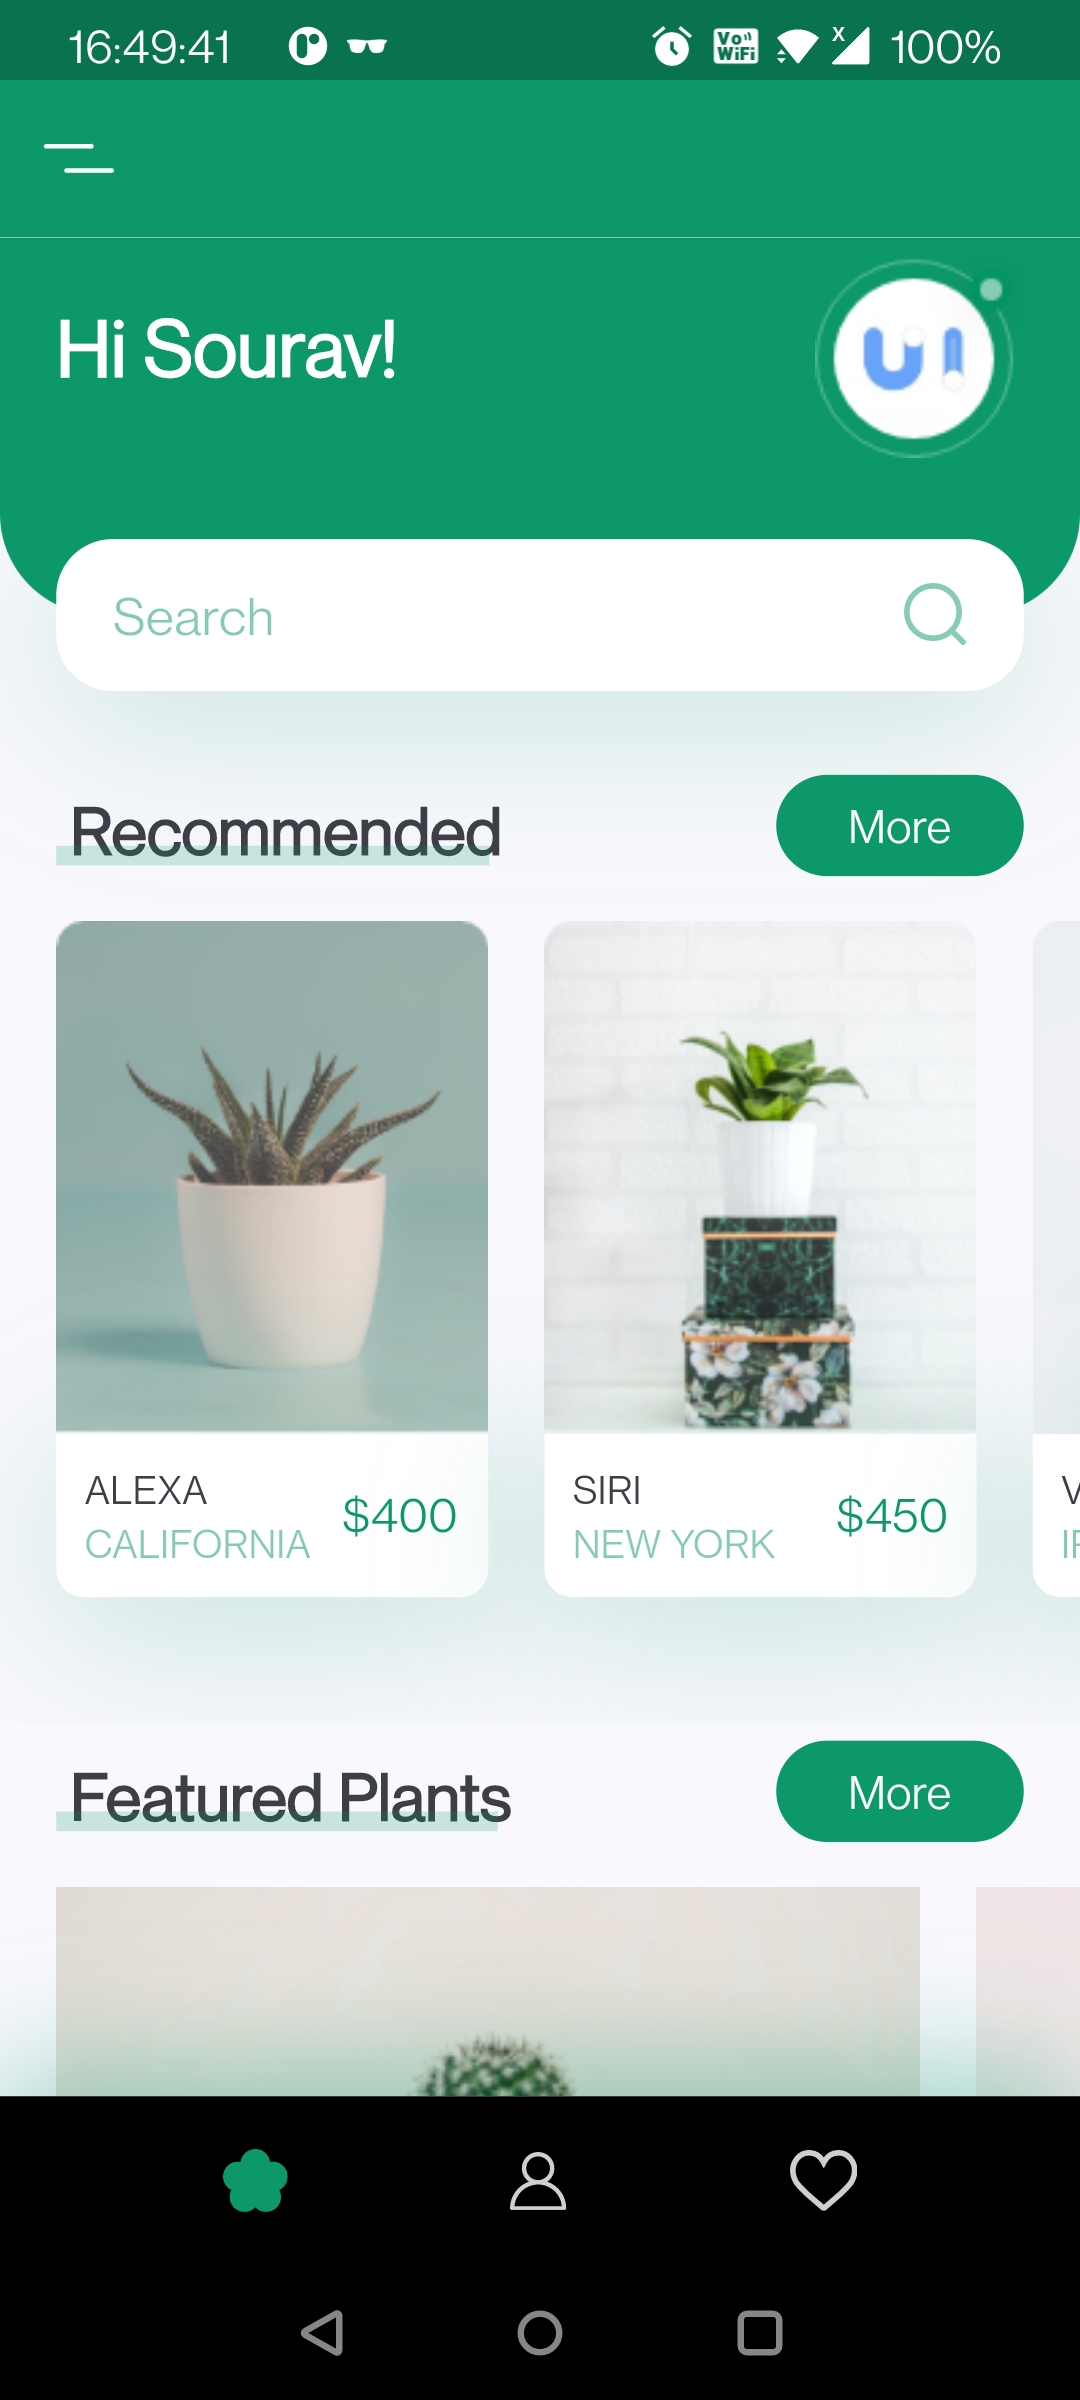 16:49:41
Vo WiFi
X
100%
Hi Sourav!
UI
Search
Recommended
More
ALEXA
$400
CALIFORNIA
SIRI
$450
NEW YORK
Featured Plants
More